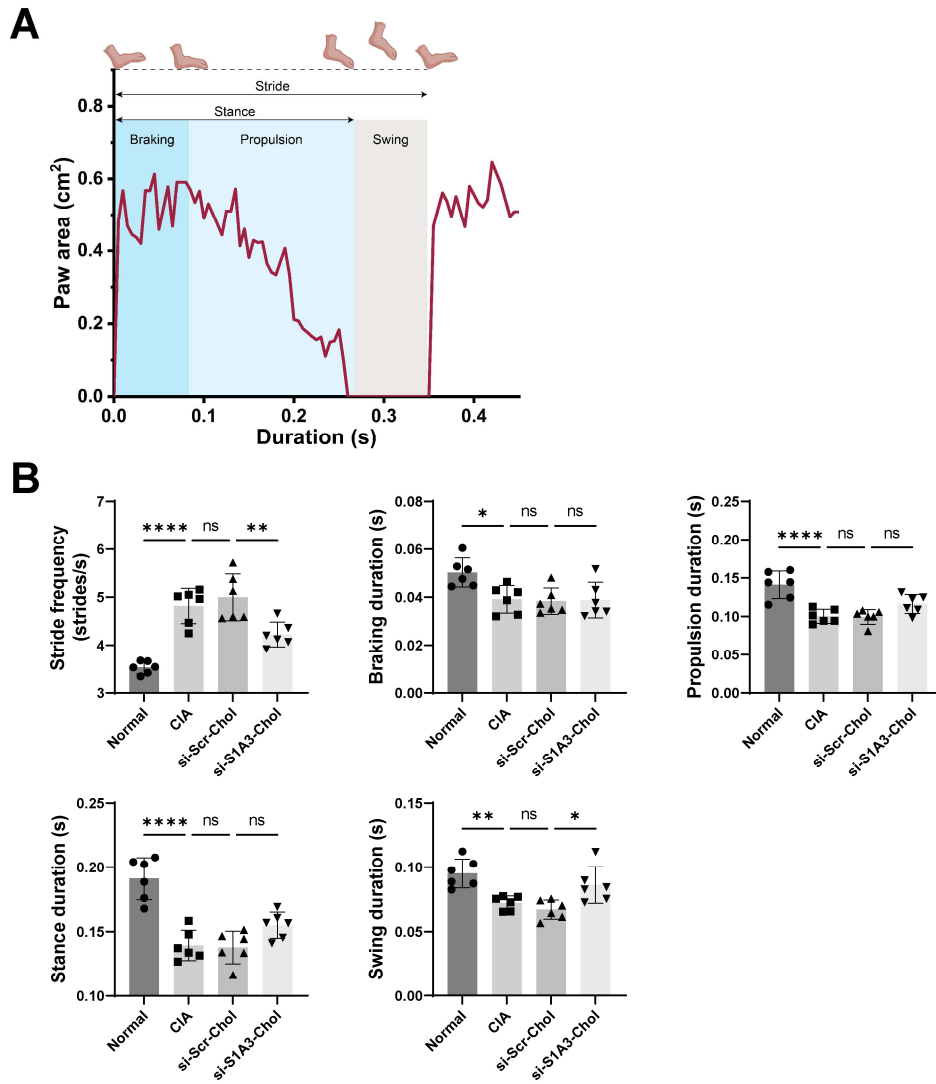 A
Stride
Stance
Braking
Propulsion
Swing
Paw area (cm²)
0.8
0.6
0.4
0.2
0.0
0.0 0.1 0.2 0.3 0.4
Duration (s)
B
Stride frequency
(strides/s)
7
6
5
4
3
**** ns **
Normal
CIA
si-Scr-Chol
si-S1A3-Chol
Braking duration (s)
0.08
0.06
0.04
0.02
0.00
* ns ns
Normal
CIA
si-Scr-Chol
si-S1A3-Chol
Propulsion duration (s)
0.25
0.20
0.15
0.10
0.05
0.00
**** ns ns
Normal
CIA
si-Scr-Chol
si-S1A3-Chol
Stance duration (s)
0.25
0.20
0.15
0.10
**** ns ns
Normal
CIA
si-Scr-Chol
si-S1A3-Chol
Swing duration (s)
0.15
0.10
0.05
0.00
** ns *
Normal
CIA
si-Scr-Chol
si-S1A3-Chol